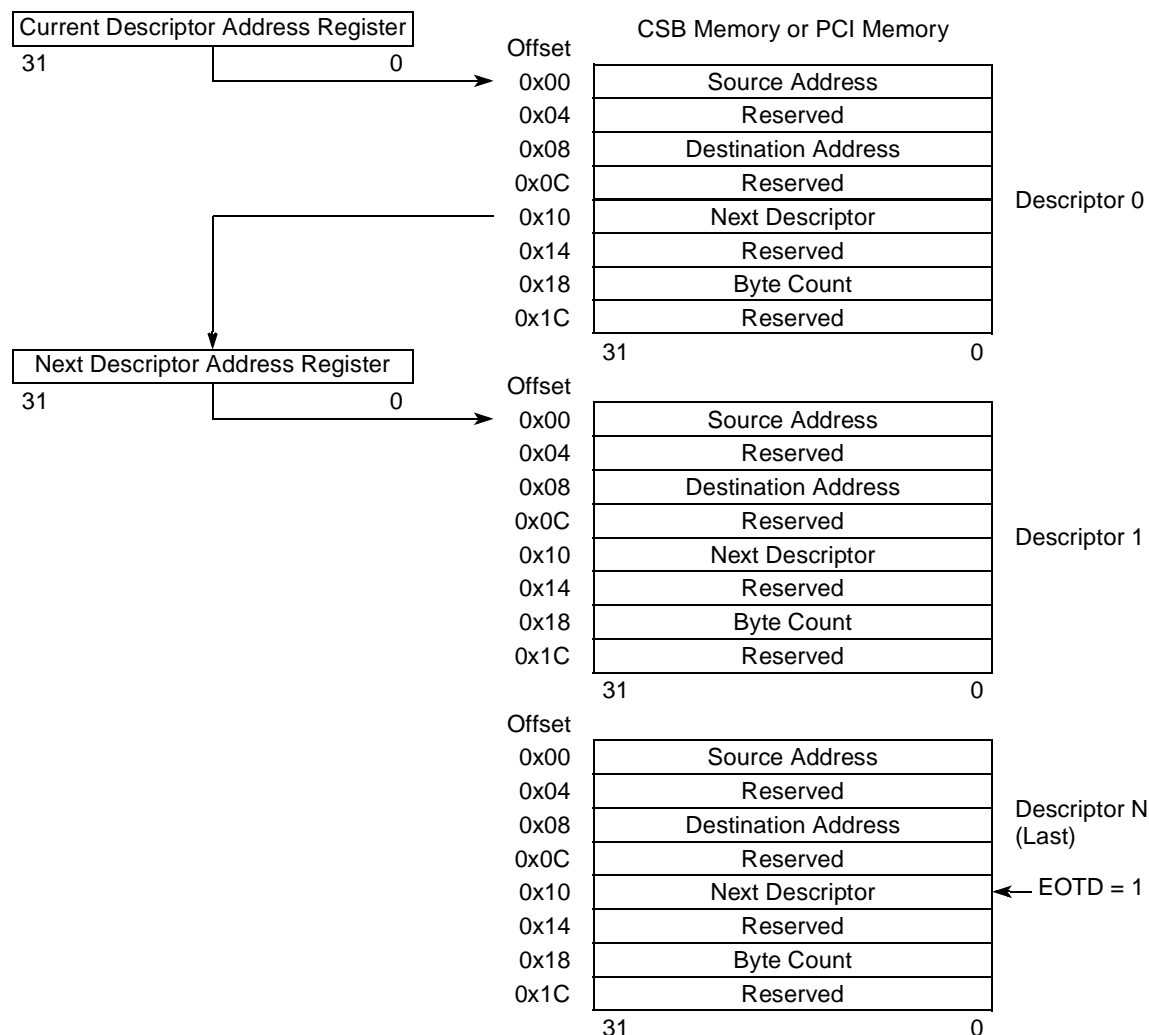 Current Descriptor Address Register
31 0
CSB Memory or PCI Memory
Offset
0x00 Source Address
0x04 Reserved
0x08 Destination Address
0x0C Reserved
0x10 Next Descriptor
0x14 Reserved
0x18 Byte Count
0x1C Reserved
31 0
Descriptor 0
Next Descriptor Address Register
31 0
Offset
0x00 Source Address
0x04 Reserved
0x08 Destination Address
0x0C Reserved
0x10 Next Descriptor
0x14 Reserved
0x18 Byte Count
0x1C Reserved
31 0
Descriptor 1
Offset
0x00 Source Address
0x04 Reserved
0x08 Destination Address
0x0C Reserved
0x10 Next Descriptor
0x14 Reserved
0x18 Byte Count
0x1C Reserved
31 0
Descriptor N
(Last)
EOTD = 1